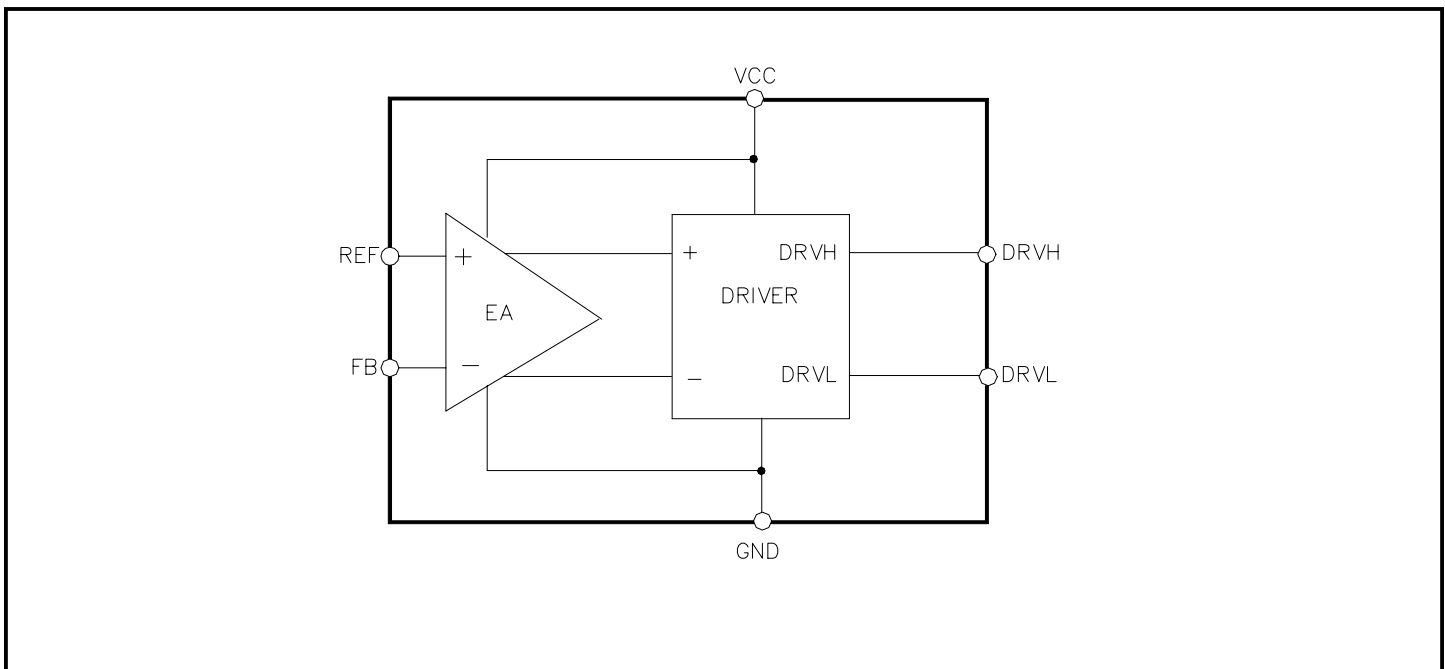 VCC
REF
+
+
DRVH
DRVH
EA
DRIVER
FB
−
−
DRVL
DRVL
GND